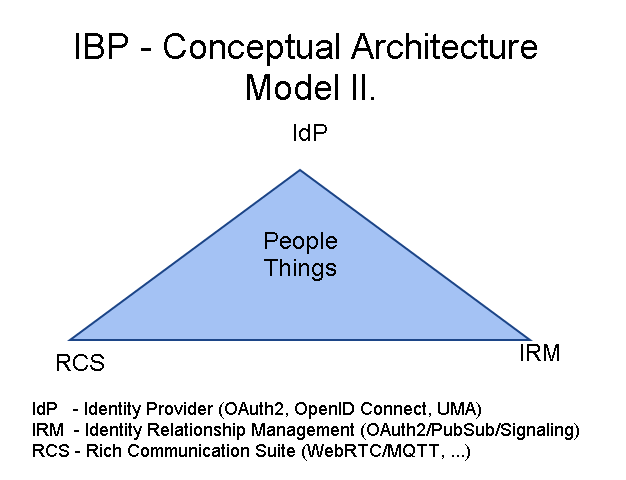 IBP - Conceptual Architecture
Model II.
IdP
People
Things
RCS
IRM
IdP - Identity Provider (OAuth2, OpenID Connect, UMA)
IRM - Identity Relationship Management (OAuth2/PubSub/Signaling)
RCS - Rich Communication Suite (WebRTC/MQTT, ...)